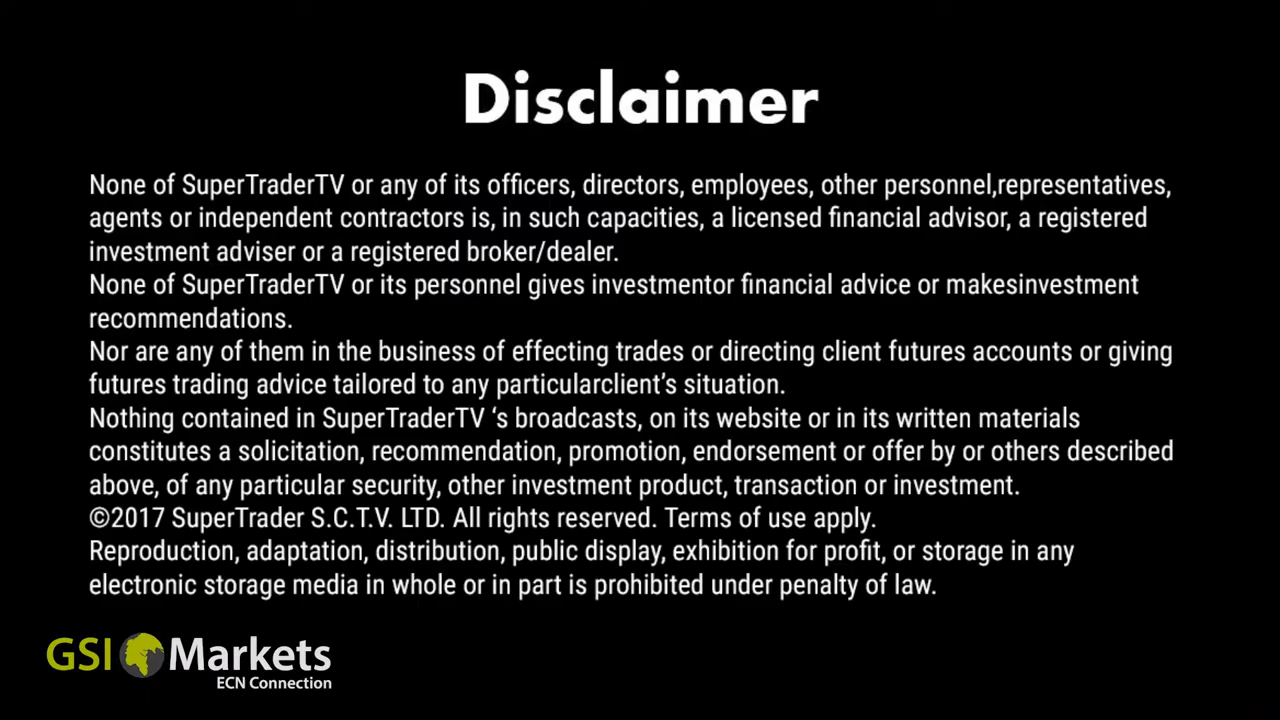 Disclaimer
None of SuperTraderTV or any of its officers, directors, employees, other personnel,representatives,
agents or independent contractors is, in such capacities, a licensed financial advisor, a registered
investment adviser or a registered broker/dealer.
None of SuperTraderTV or its personnel gives investmentor financial advice or makesinvestment
recommendations.
Nor are any of them in the business of effecting trades or directing client futures accounts or giving
futures trading advice tailored to any particularclient’s situation.
Nothing contained in SuperTraderTV ‘s broadcasts, on its website or in its written materials
constitutes a solicitation, recommendation, promotion, endorsement or offer by or others described
above, of any particular security, other investment product, transaction or investment.
©2017 SuperTrader S.C.T.V. LTD. All rights reserved. Terms of use apply.
Reproduction, adaptation, distribution, public display, exhibition for profit, or storage in any
electronic storage media in whole or in part is prohibited under penalty of law.
GSI Markets
ECN Connection